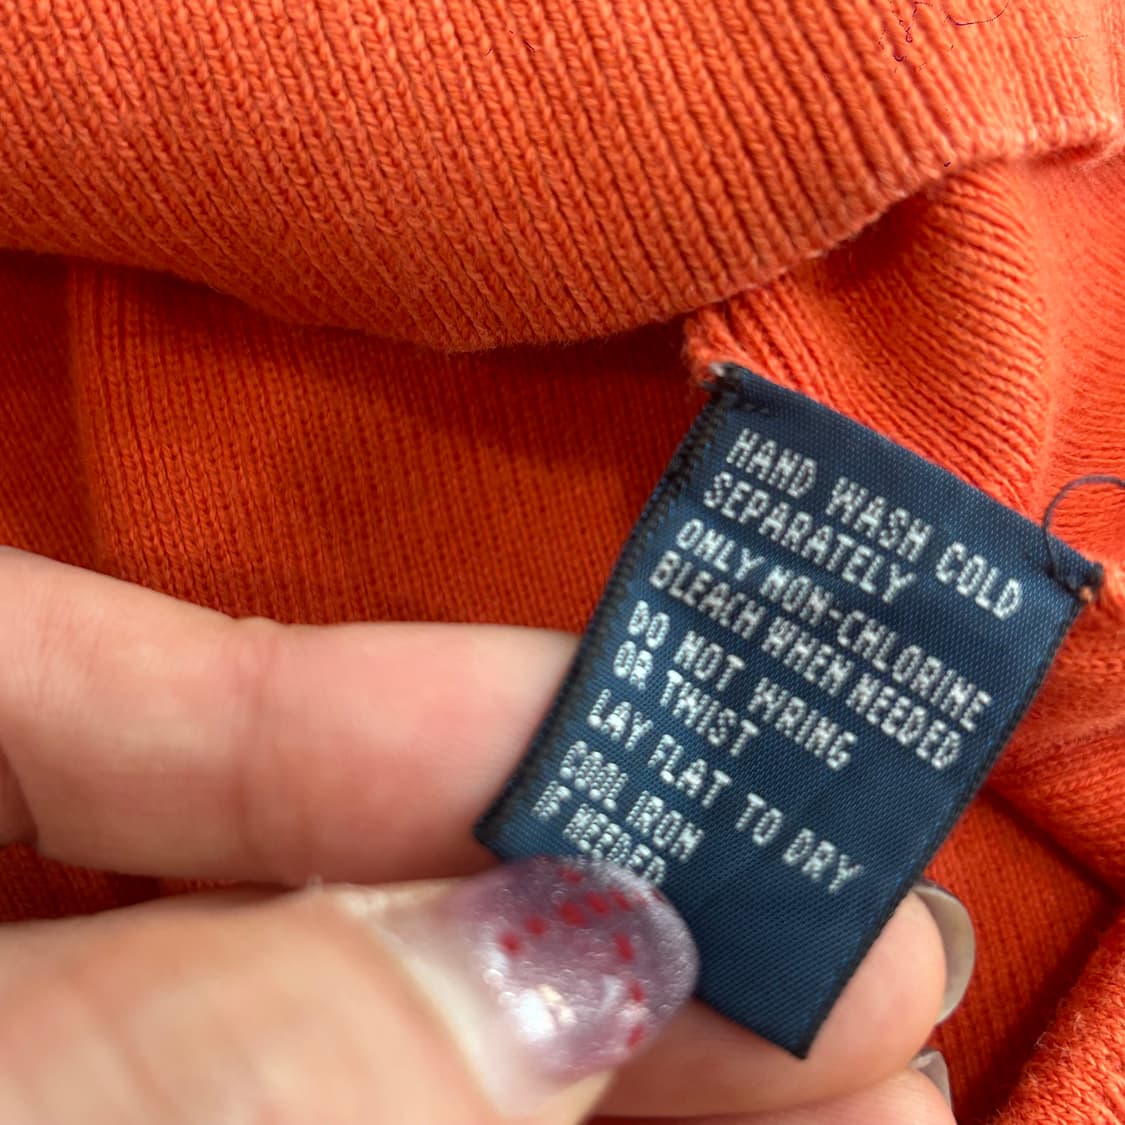 HAND WASH COLD
SEPARATELY
ONLY NON-CHLORINE
BLEACH WHEN NEEDED
DO NOT WRING
OR TWIST
LAY FLAT TO DRY
COOL IRON
IF NEEDED